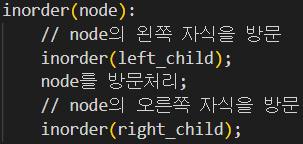 inorder(node):
// node의 왼쪽 자식을 방문
inorder(left_child);
node를 방문처리;
// node의 오른쪽 자식을 방문
inorder(right_child);